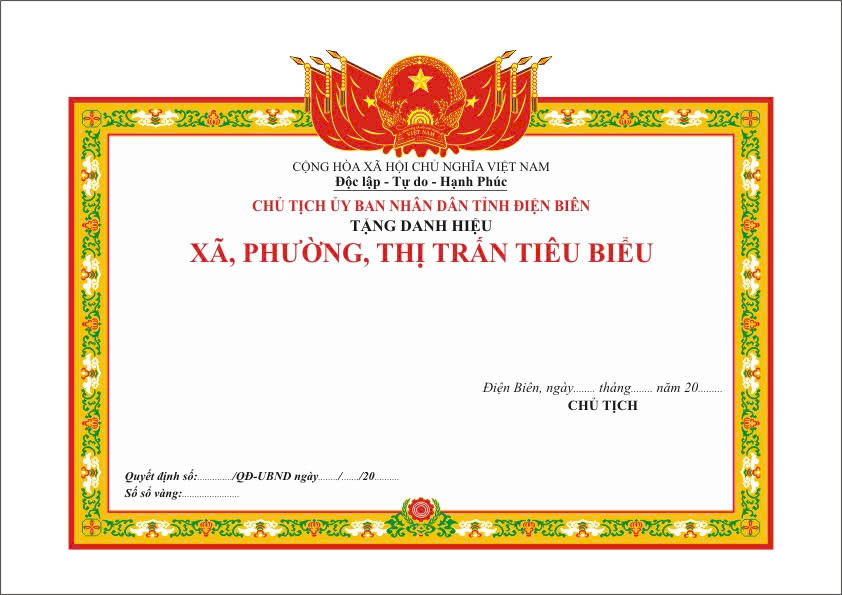 VIỆT NAM
CỘNG HÒA XÃ HỘI CHỦ NGHĨA VIỆT NAM
Độc lập - Tự do - Hạnh Phúc
CHỦ TỊCH ỦY BAN NHÂN DÂN TỈNH ĐIỆN BIÊN
TẶNG DANH HIỆU
XÃ, PHƯỜNG, THỊ TRẤN TIÊU BIỂU
Điện Biên, ngày........ tháng........ năm 20.........
CHỦ TỊCH
Quyết định số:............../QĐ-UBND ngày......../......./20..........
Số sổ vàng:.......................